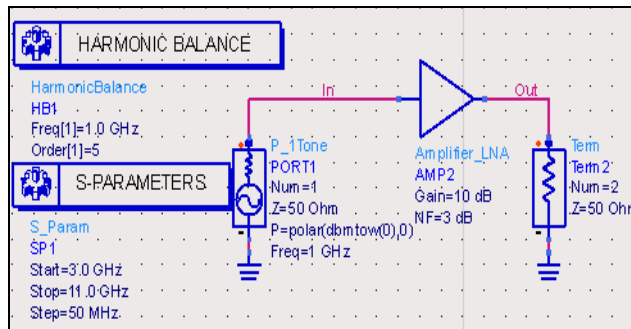 HARMONIC BALANCE
HarmonicBalance
HB1
Freq[1]=1.0 GHz
Order[1]=5
S-PARAMETERS
S_Param
SP1
Start=3.0 GHz
Stop=11.0 GHz
Step=50 MHz
In
P_1Tone
PORT1
Num=1
Z=50 Ohm
P=polar(dbmtow(0),0)
Freq=1 GHz
Amplifier_LNA
AMP2
Gain=10 dB
NF=3 dB
Out
Term
Term2
Num=2
Z=50 Ohm